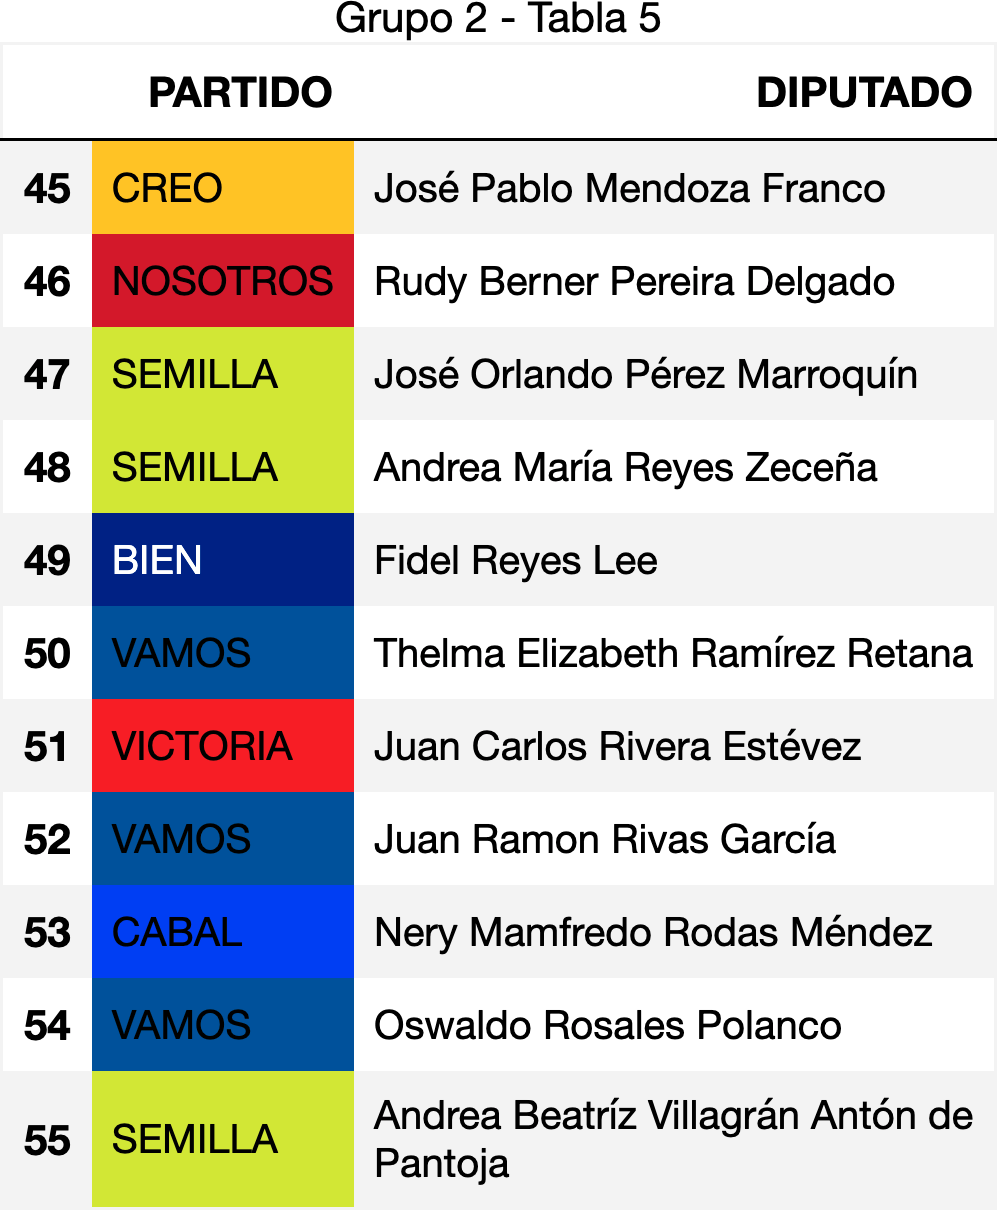 Grupo 2 - Tabla 5
PARTIDO DIPUTADO
45 CREO José Pablo Mendoza Franco
46 NOSOTROS Rudy Berner Pereira Delgado
47 SEMILLA José Orlando Pérez Marroquín
48 SEMILLA Andrea María Reyes Zeceña
49 BIEN Fidel Reyes Lee
50 VAMOS Thelma Elizabeth Ramírez Retana
51 VICTORIA Juan Carlos Rivera Estévez
52 VAMOS Juan Ramon Rivas García
53 CABAL Nery Mamfredo Rodas Méndez
54 VAMOS Oswaldo Rosales Polanco
55 SEMILLA Andrea Beatríz Villagrán Antón de
Pantoja